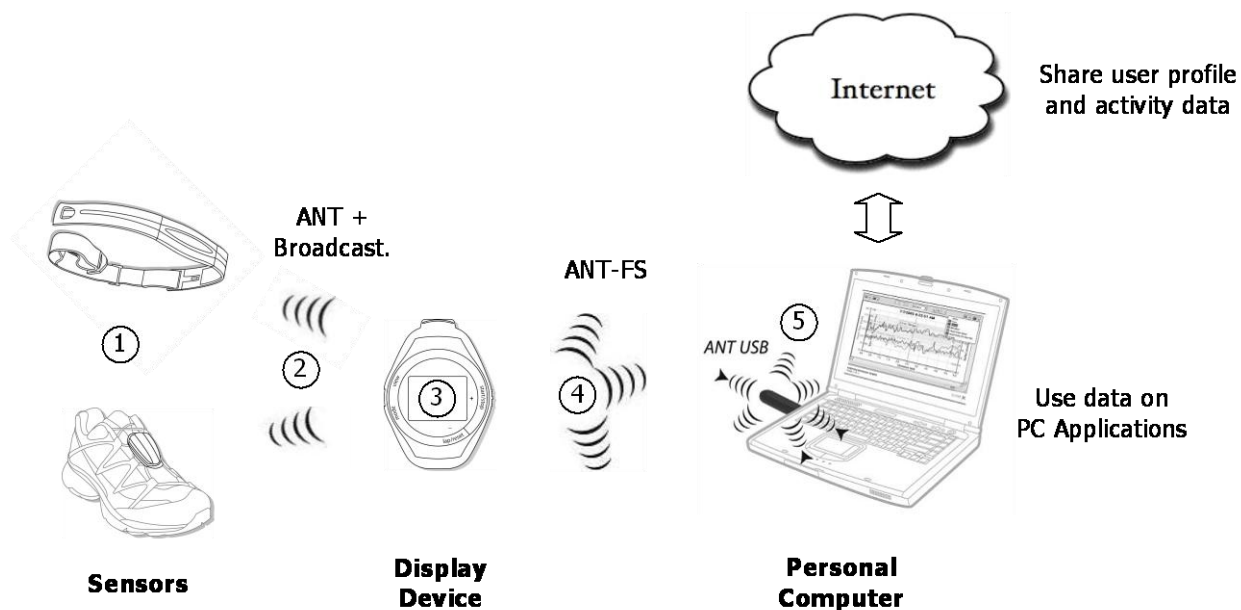 Internet
Share user profile
and activity data
ANT +
Broadcast.
ANT-FS
1
2
3
4
5
ANT USB
Use data on
PC Applications
Sensors
Display
Device
Personal
Computer